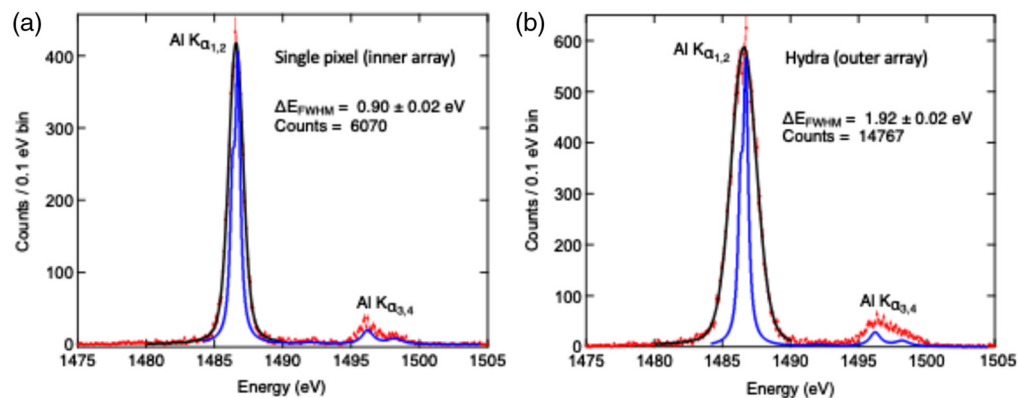 (a)
Al Kα1,2
Single pixel (inner array)
ΔEFWHM = 0.90 ± 0.02 eV
Counts = 6070
Al Kα3,4
Counts / 0.1 eV bin
400
300
200
100
0
1475 1480 1485 1490 1495 1500 1505
Energy (eV)
(b)
Al Kα1,2
Hydra (outer array)
ΔEFWHM = 1.92 ± 0.02 eV
Counts = 14767
Al Kα3,4
Counts / 0.1 eV bin
600
500
400
300
200
100
0
1475 1480 1485 1490 1495 1500 1505
Energy (eV)